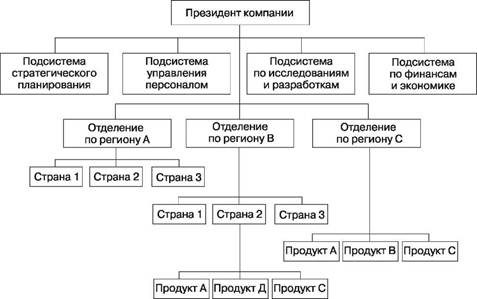 Президент компании
Подсистема
стратегического
планирования
Подсистема
управления
персоналом
Подсистема
по исследованиям
и разработкам
Подсистема
по финансам
и экономике
Отделение
по региону А
Отделение
по региону В
Отделение
по региону С
Страна 1
Страна 2
Страна 3
Страна 1
Страна 2
Страна 3
Продукт А
Продукт В
Продукт С
Продукт А
Продукт Д
Продукт С